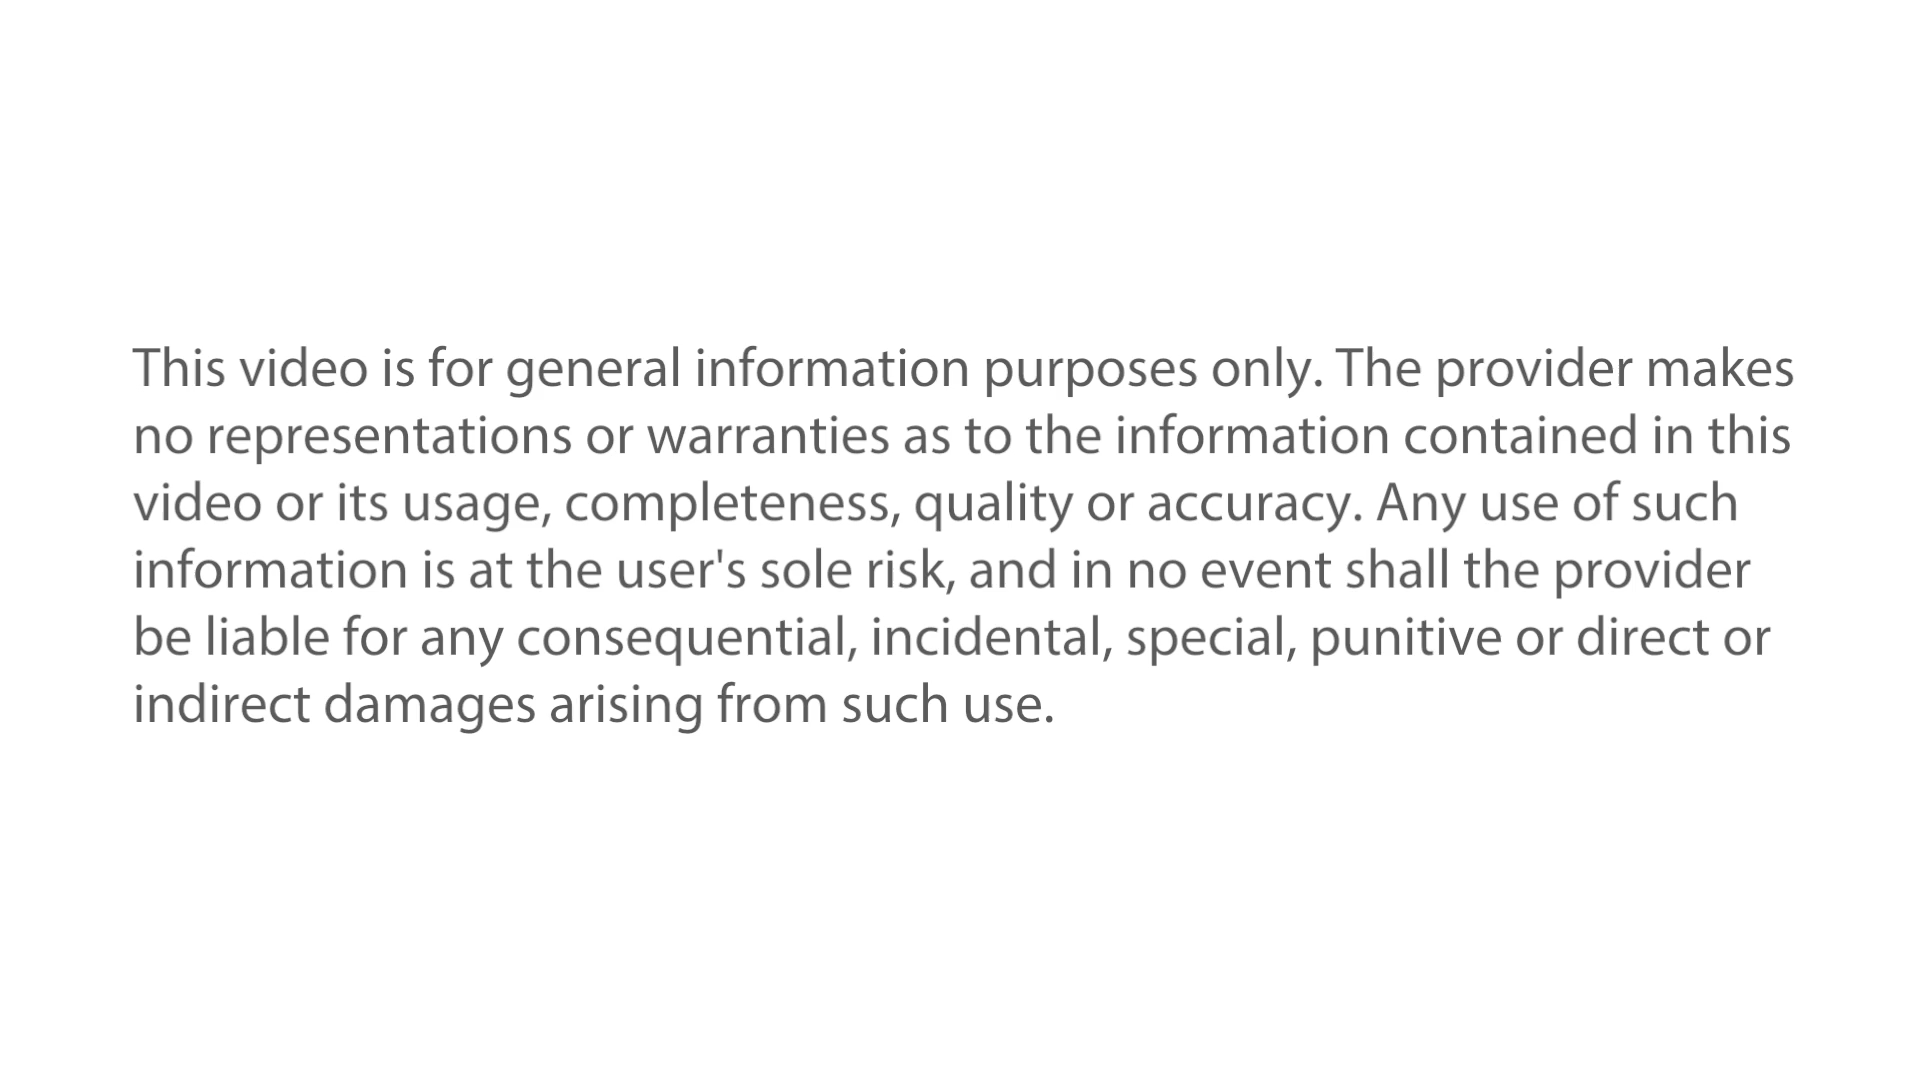 This video is for general information purposes only. The provider makes
no representations or warranties as to the information contained in this
video or its usage, completeness, quality or accuracy. Any use of such
information is at the user's sole risk, and in no event shall the provider
be liable for any consequential, incidental, special, punitive or direct or
indirect damages arising from such use.